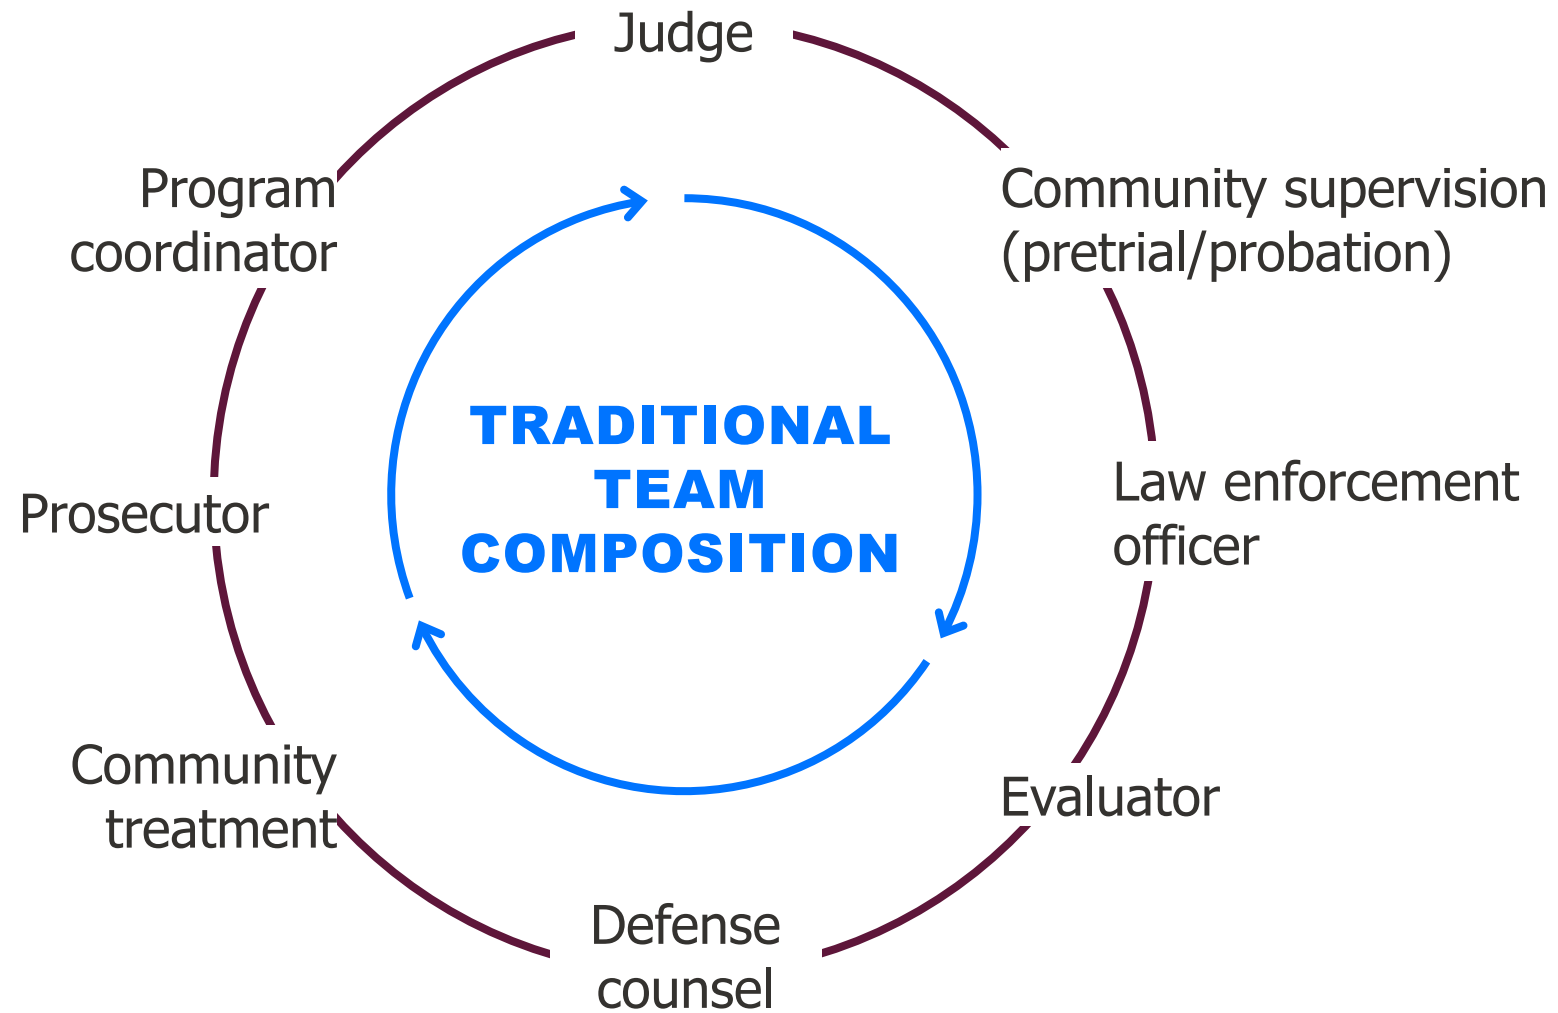 Judge
Community supervision
(pretrial/probation)
Law enforcement
officer
Evaluator
Defense
counsel
Community
treatment
Prosecutor
Program
coordinator
TRADITIONAL
TEAM
COMPOSITION